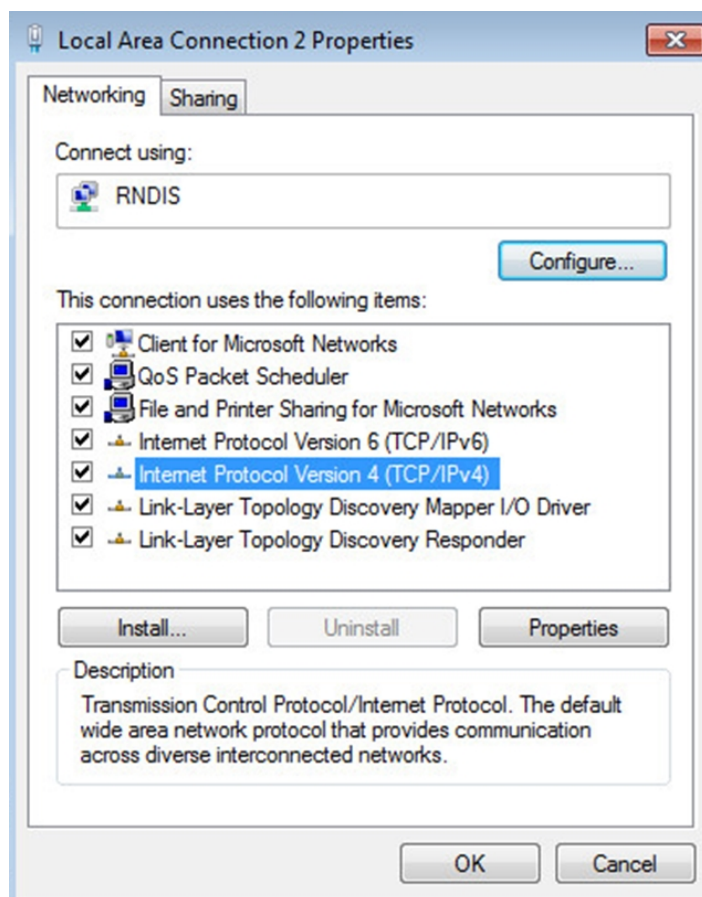 Local Area Connection 2 Properties
Networking
Sharing
Connect using:
RNDIS
Configure...
This connection uses the following items:
Client for Microsoft Networks
QoS Packet Scheduler
File and Printer Sharing for Microsoft Networks
Internet Protocol Version 6 (TCP/IPv6)
Internet Protocol Version 4 (TCP/IPv4)
Link-Layer Topology Discovery Mapper I/O Driver
Link-Layer Topology Discovery Responder
Install...
Uninstall
Properties
Description
Transmission Control Protocol/Internet Protocol. The default
wide area network protocol that provides communication
across diverse interconnected networks.
OK
Cancel